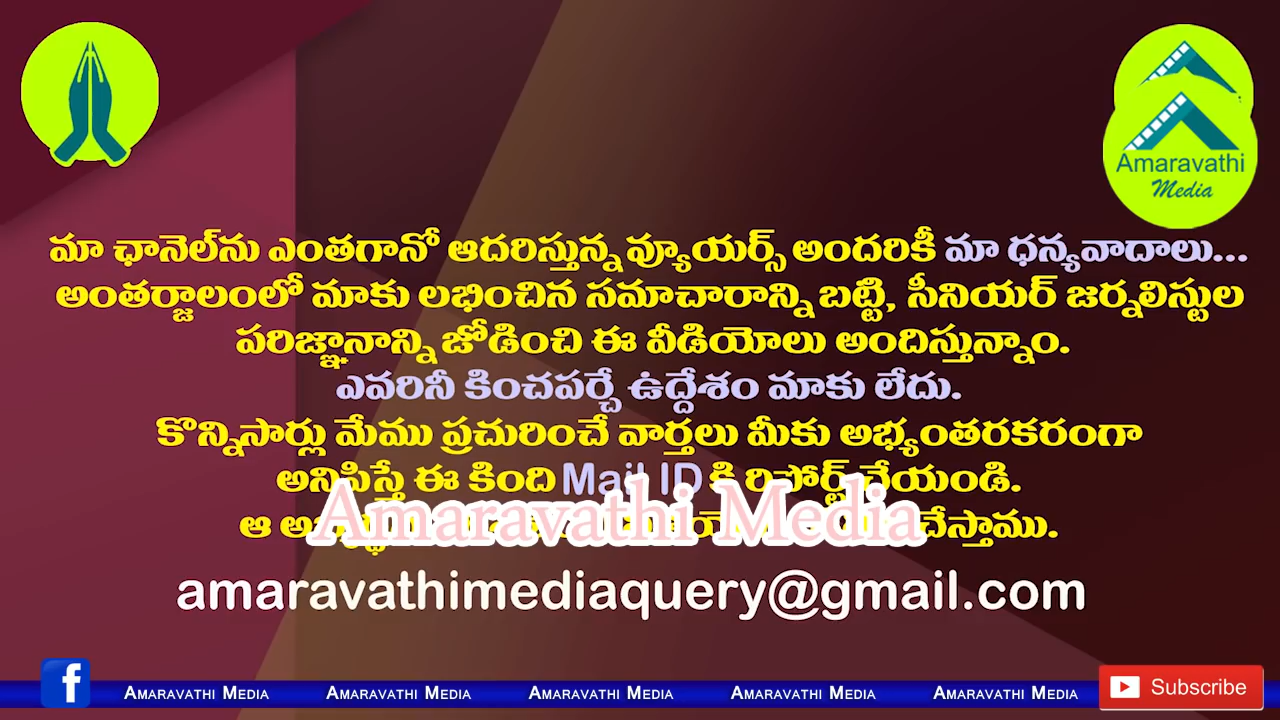 Amaravathi
Media
మా ఛానెల్‌ను ఎంతగానో ఆదరిస్తున్న వ్యూయర్స్ అందరికీ మా ధన్యవాదాలు...
అంతర్జాలంలో మాకు లభించిన సమాచారాన్ని బట్టి, సీనియర్ జర్నలిస్టుల
పరిజ్ఞానాన్ని జోడించి ఈ వీడియోలు అందిస్తున్నాం.
ఎవరినీ కించపర్చే ఉద్దేశం మాకు లేదు.
కొన్నిసార్లు మేము ప్రచురించే వార్తలు మీకు అభ్యంతరకరంగా
అనిపిస్తే ఈ కింది Mail ID కి రిపోర్ట్ చేయండి.
Amaravathi Media
ఆ చేస్తాము.
amaravathimediaquery@gmail.com
f Amaravathi Media Amaravathi Media Amaravathi Media Amaravathi Media Amaravathi Media Subscribe